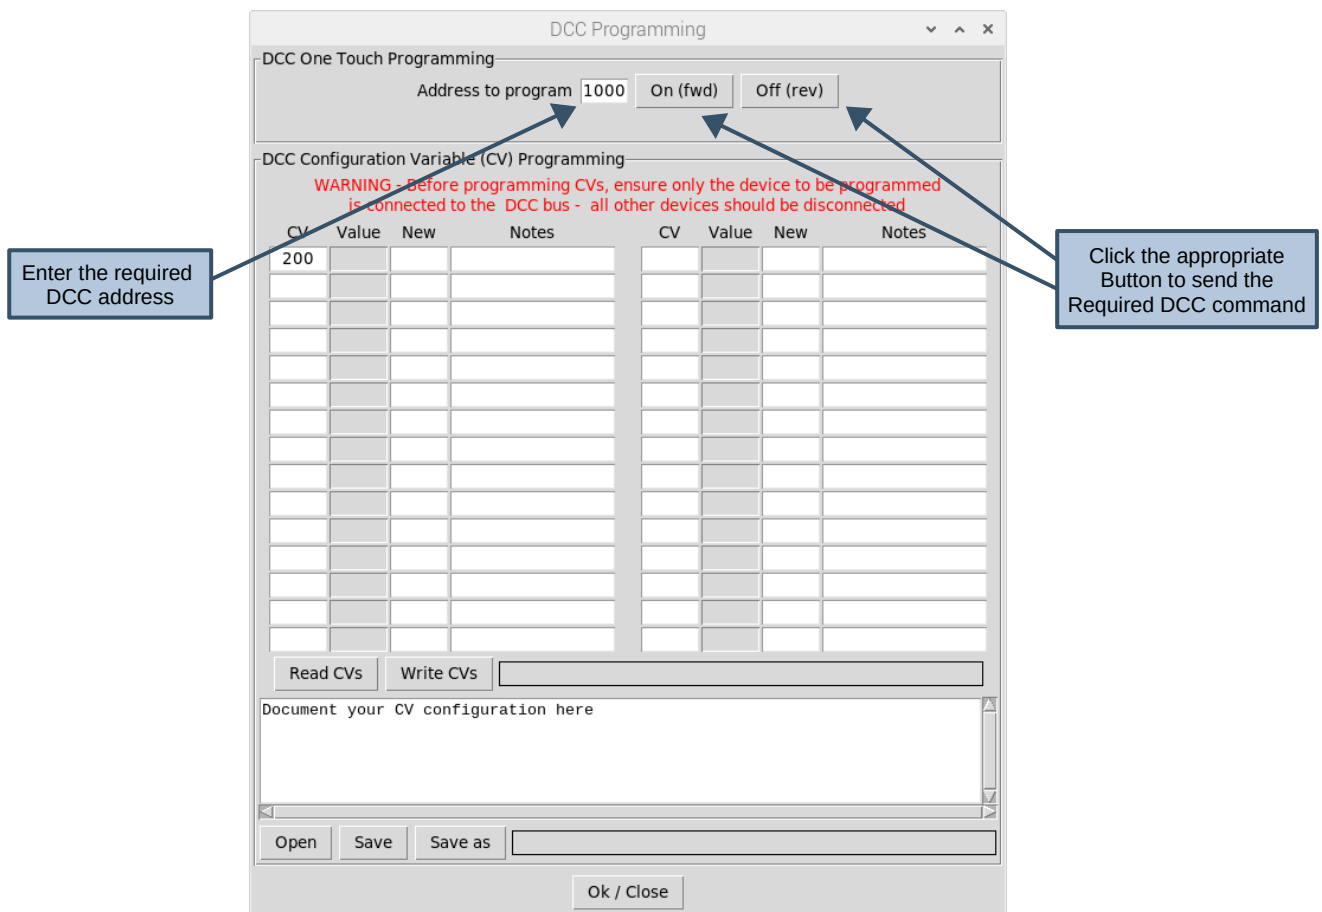 DCC Programming
DCC One Touch Programming
Address to program 1000 On (fwd) Off (rev)
DCC Configuration Variable (CV) Programming
WARNING - Before programming CVs, ensure only the device to be programmed
is connected to the DCC bus - all other devices should be disconnected
CV Value New Notes CV Value New Notes
200
Enter the required
DCC address
Click the appropriate
Button to send the
Required DCC command
Read CVs Write CVs
Document your CV configuration here
Open Save Save as
Ok / Close